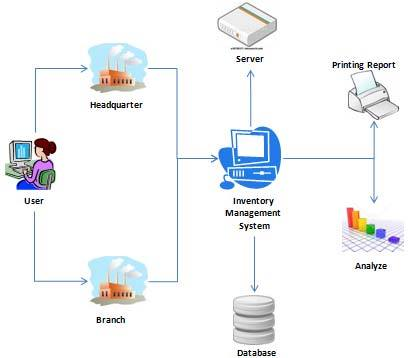 Server
Printing Report
Headquarter
User
Inventory
Management
System
Analyze
Branch
Database